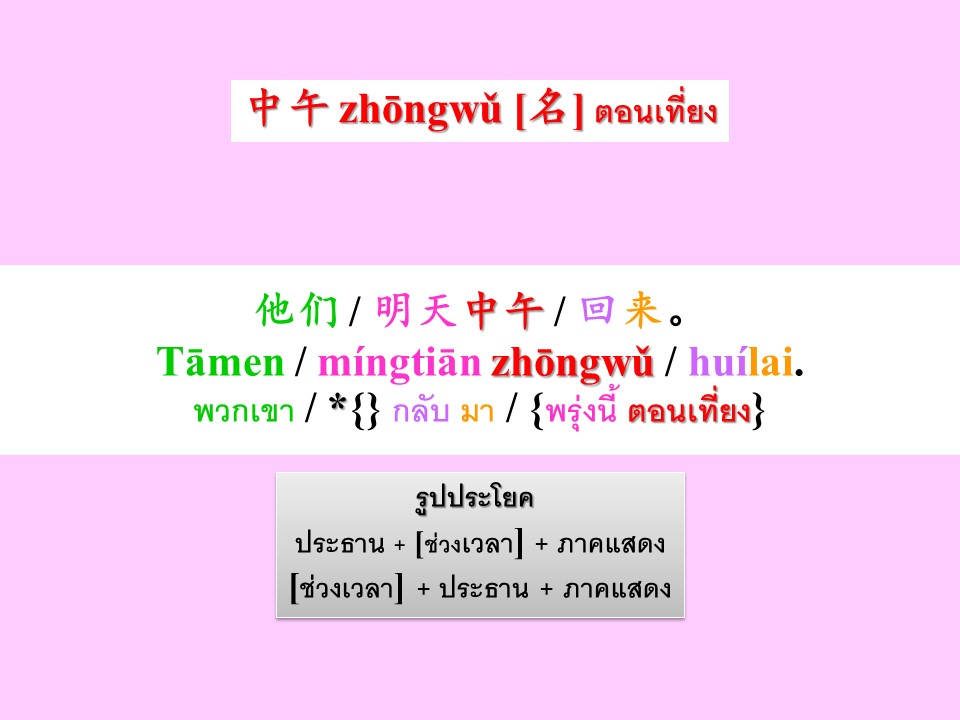 中午 zhōngwǔ [名] ตอนเที่ยง
他们 / 明天中午 / 回来。
Tāmen / míngtiān zhōngwǔ / huílai.
พวกเขา / *{} กลับ มา / {พรุ่งนี้ ตอนเที่ยง}
รูปประโยค
ประธาน + [ช่วงเวลา] + ภาคแสดง
[ช่วงเวลา] + ประธาน + ภาคแสดง